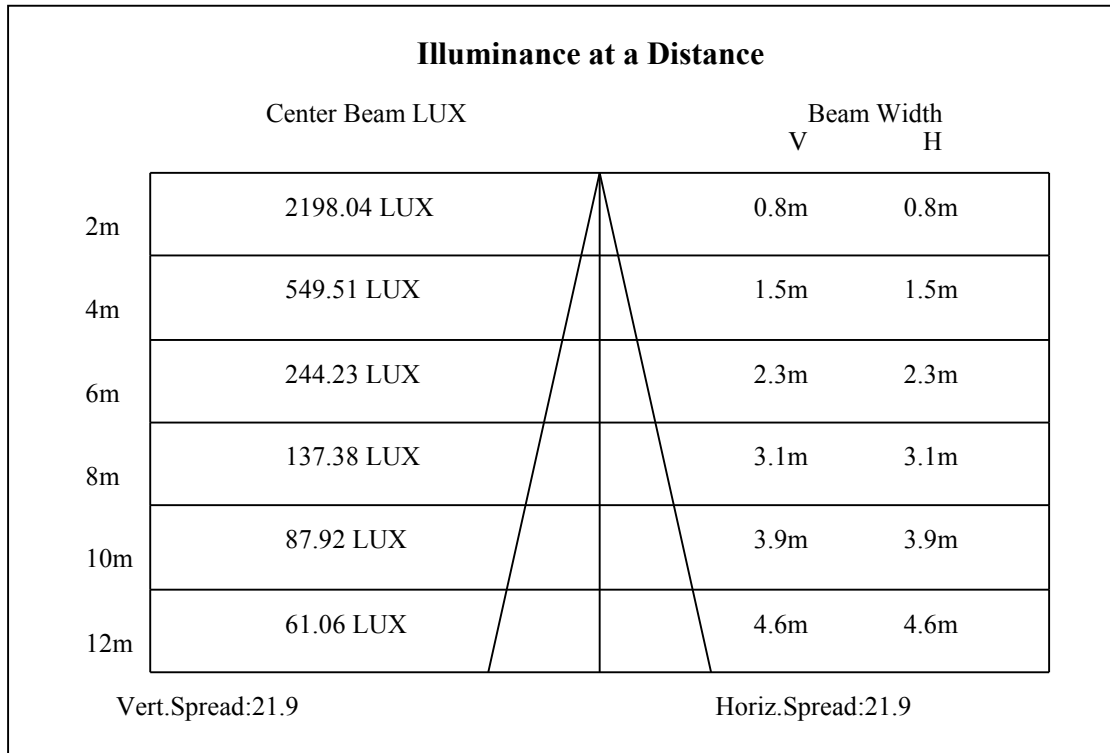 Illuminance at a Distance
Center Beam LUX Beam Width
V H
2m 2198.04 LUX 0.8m 0.8m
4m 549.51 LUX 1.5m 1.5m
6m 244.23 LUX 2.3m 2.3m
8m 137.38 LUX 3.1m 3.1m
10m 87.92 LUX 3.9m 3.9m
12m 61.06 LUX 4.6m 4.6m
Vert.Spread:21.9 Horiz.Spread:21.9